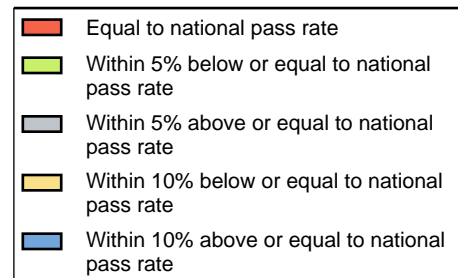 Equal to national pass rate
Within 5% below or equal to national
pass rate
Within 5% above or equal to national
pass rate
Within 10% below or equal to national
pass rate
Within 10% above or equal to national
pass rate